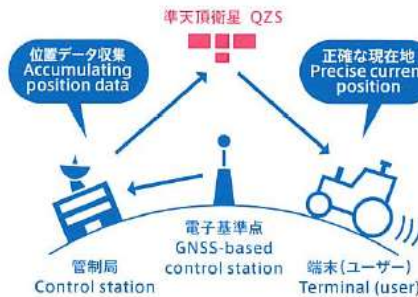 準天頂衛星 QZS
位置データ収集
Accumulating
position data
正確な現在地
Precise current
position
電子基準点
GNSS-based
control station
管制局
Control station
端末(ユーザー)
Terminal (user)